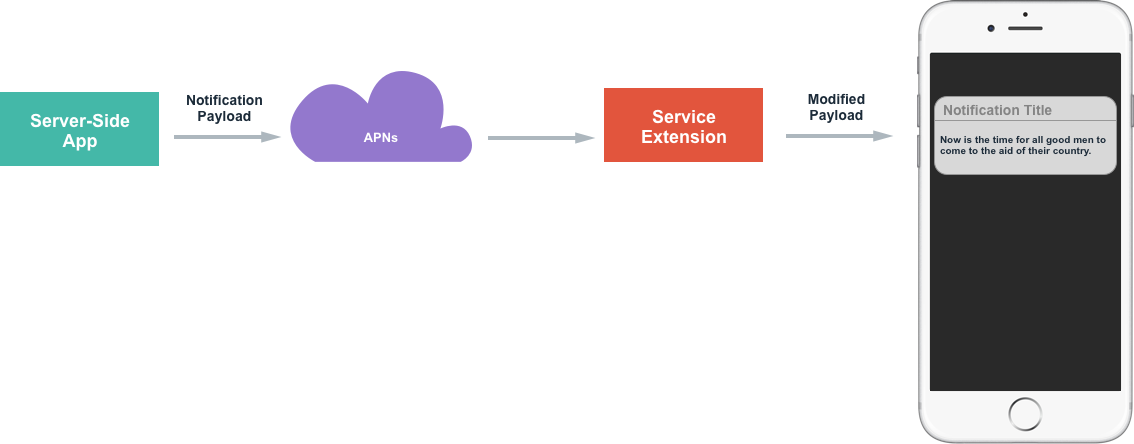 Server-Side
App
Notification
Payload
APNs
Service
Extension
Modified
Payload
Notification Title
Now is the time for all good men to
come to the aid of their country.